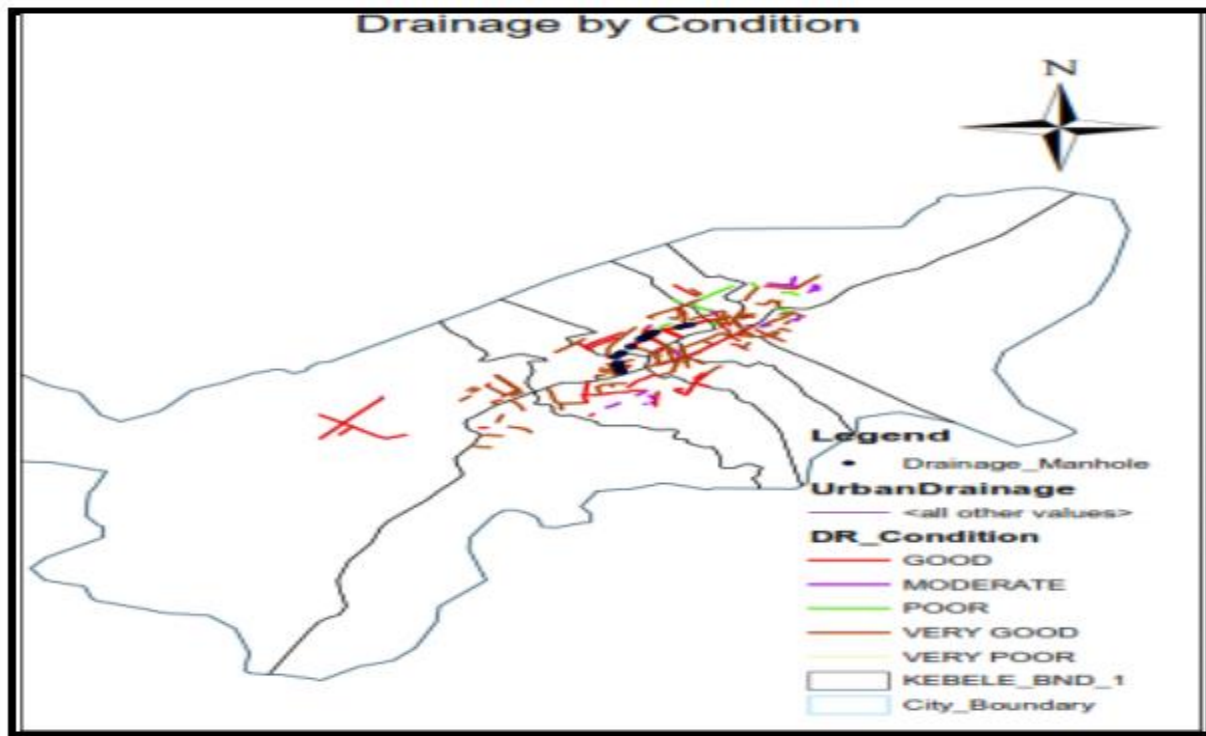 Drainage by Condition
N
Legend
Drainage_Manhole
UrbanDrainage
<all other values>
DR_Condition
GOOD
MODERATE
POOR
VERY GOOD
VERY POOR
KEBELE_BND_1
City_Boundary